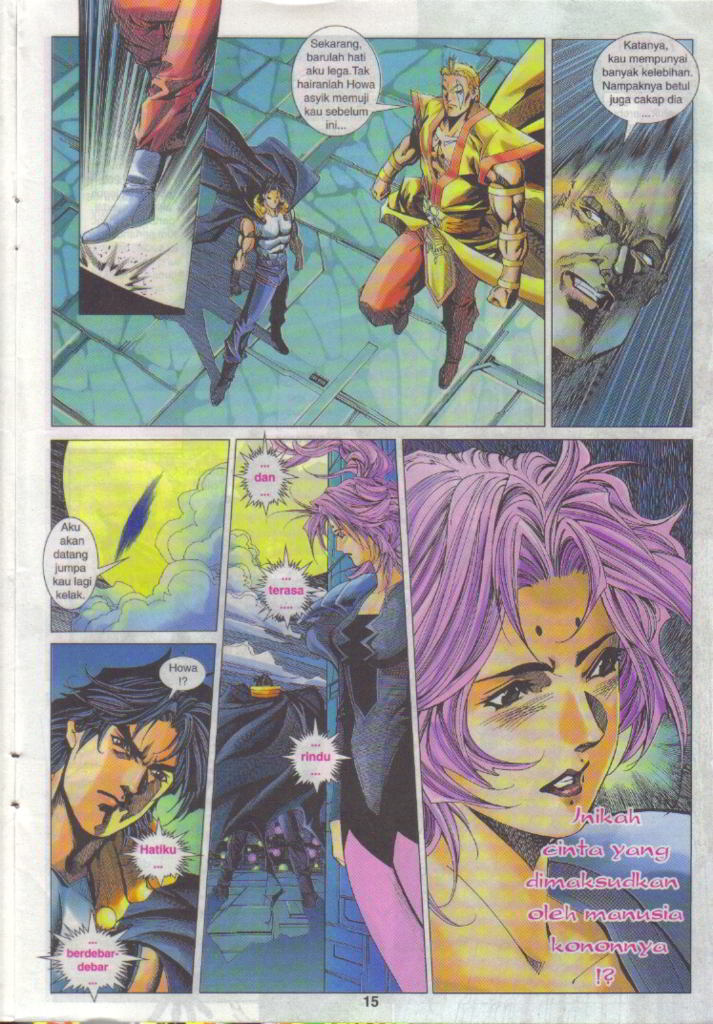 Sekarang,
barulah hati
aku lega.Tak
hairanlah Howa
asyik memuji
kau sebelum
ini...
Katanya,
kau mempunyai
banyak kelebihan.
Nampaknya betul
juga cakap dia
...
Aku
akan
datang
jumpa
kau lagi
kelak.
Howa
!?
Hatiku
...
...
berdebar-
debar
...
...
dan
...
...
terasa
....
...
rindu
...
Inikah
cinta yang
dimaksudkan
oleh manusia
kononnya
!?
15